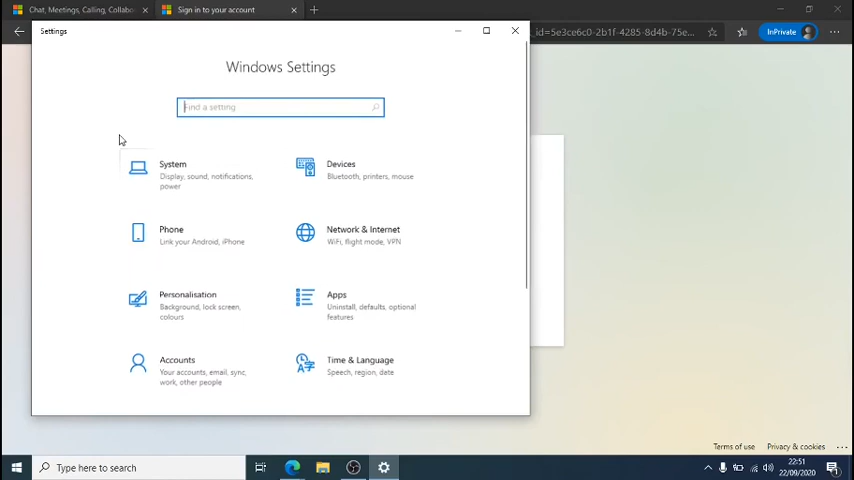 Chat, Meetings, Calling, Collabo
Sign in to your account
Settings
_id=5e3ce6c0-2b1f-4285-8d4b-75e...
InPrivate
Windows Settings
Find a setting
System
Display, sound, notifications,
power
Devices
Bluetooth, printers, mouse
Phone
Link your Android, iPhone
Network & Internet
WiFi, flight mode, VPN
Personalisation
Background, lock screen,
colours
Apps
Uninstall, defaults, optional
features
Accounts
Your accounts, email, sync,
work, other people
Time & Language
Speech, region, date
Terms of use
Privacy & cookies
...
Type here to search
22:51
22/09/2020